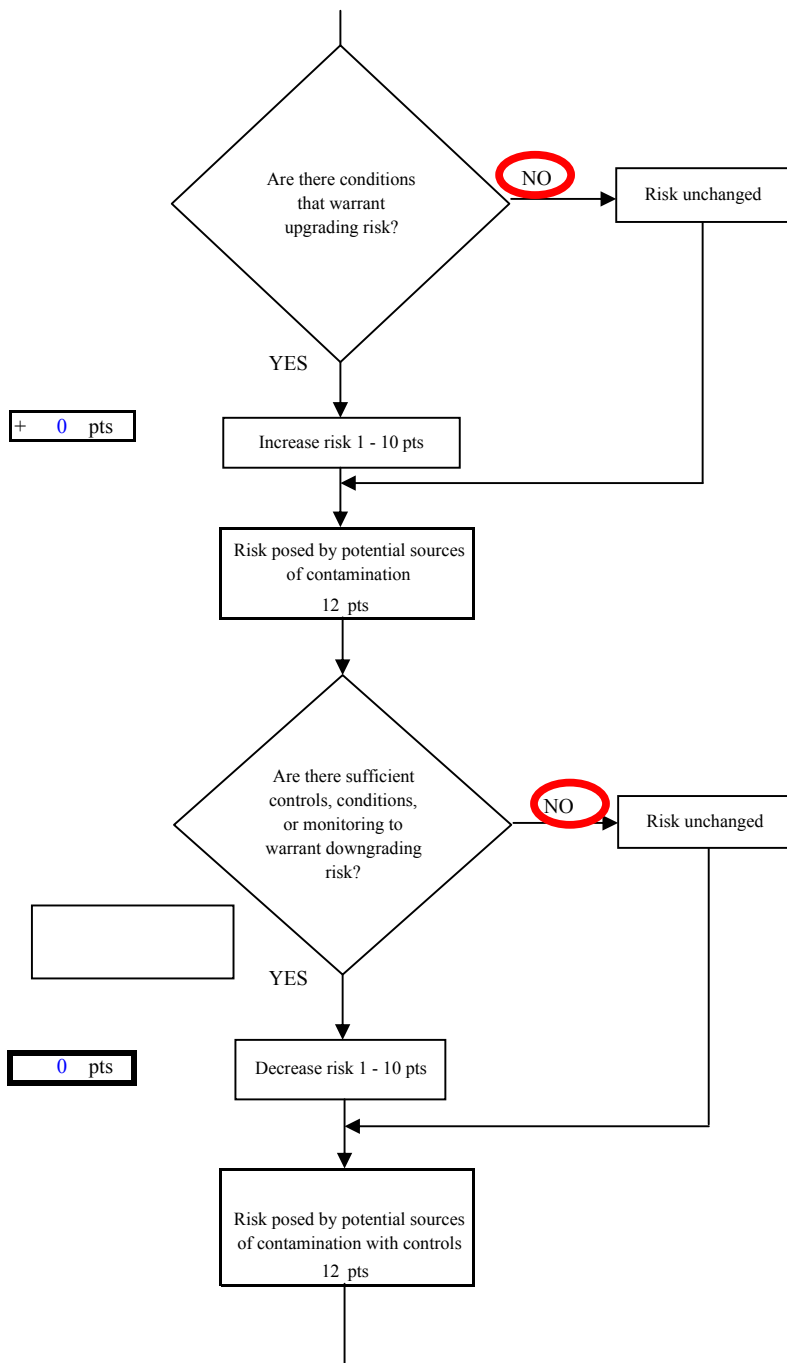 Are there conditions
that warrant
upgrading risk?
NO
Risk unchanged
YES
+ 0 pts
Increase risk 1 - 10 pts
Risk posed by potential sources
of contamination
12 pts
Are there sufficient
controls, conditions,
or monitoring to
warrant downgrading
risk?
NO
Risk unchanged
YES
0 pts
Decrease risk 1 - 10 pts
Risk posed by potential sources
of contamination with controls
12 pts